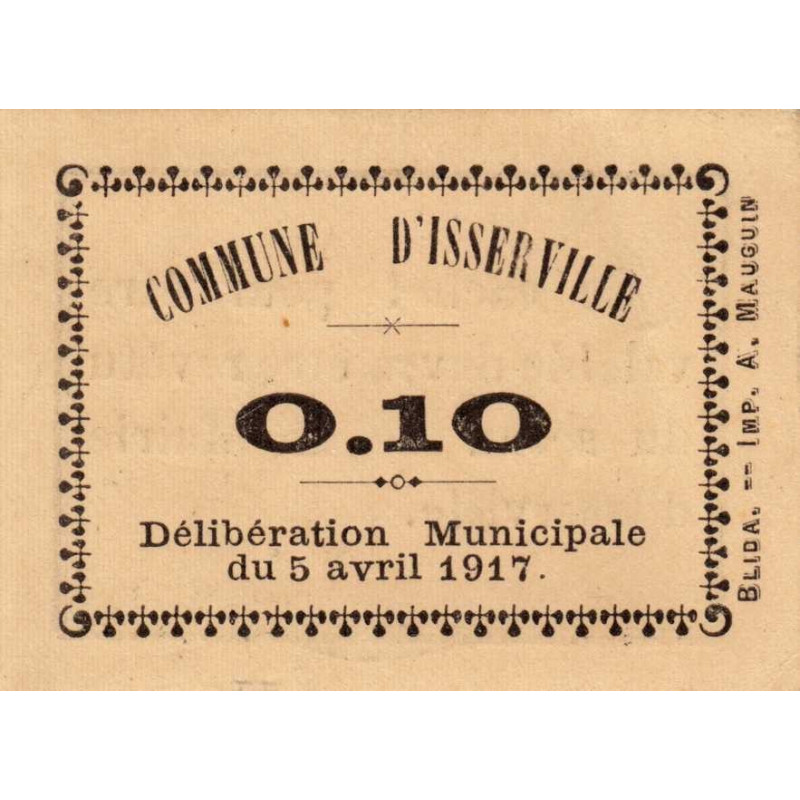 COMMUNE D'ISSERVILLE
0.10
Délibération Municipale
du 5 avril 1917.
BLIDA. -- IMP. A. MAUGUIN